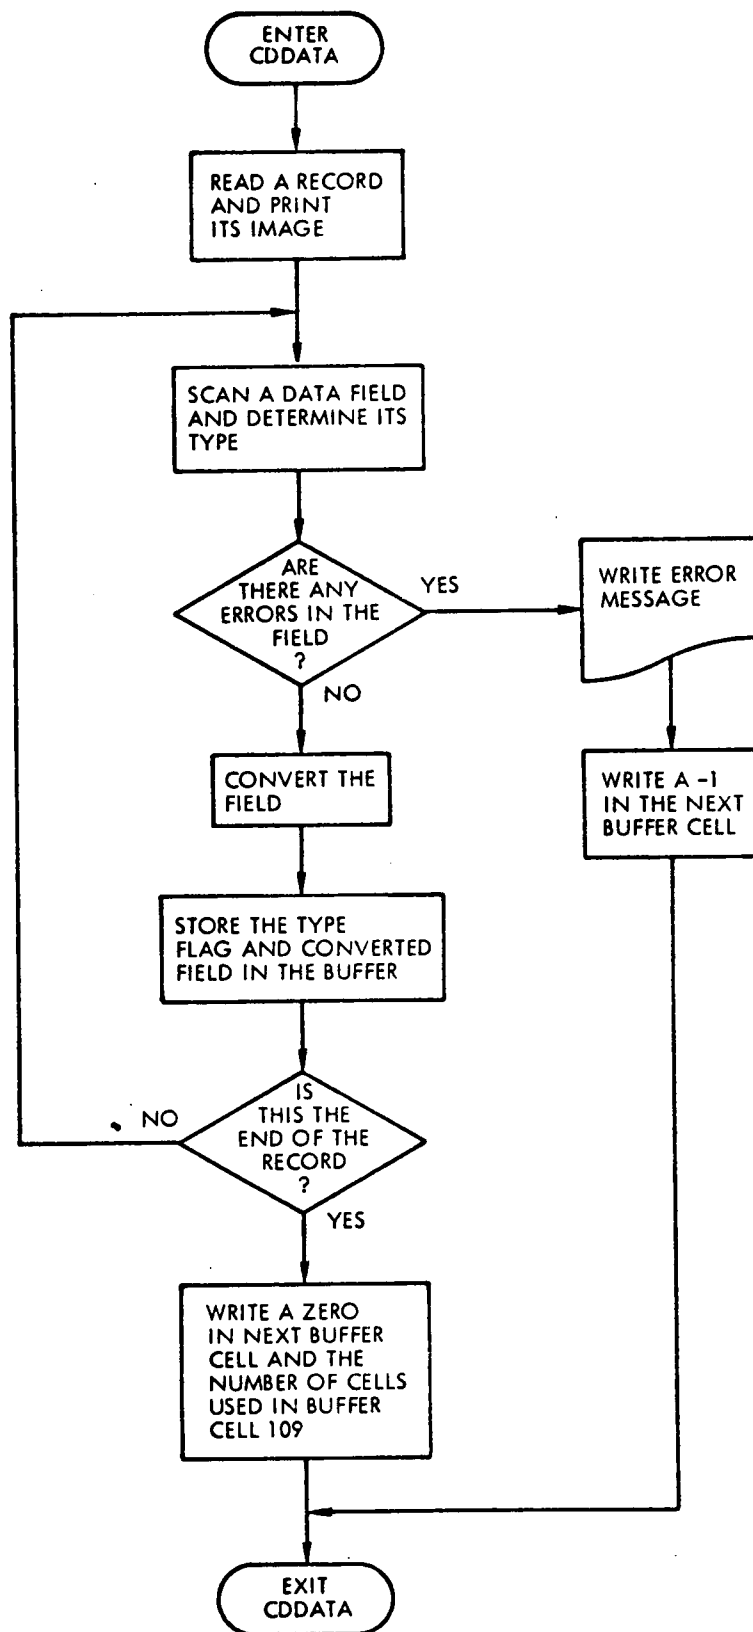 ENTER
CDDATA
READ A RECORD
AND PRINT
ITS IMAGE
SCAN A DATA FIELD
AND DETERMINE ITS
TYPE
ARE
THERE ANY
ERRORS IN THE
FIELD
?
YES
WRITE ERROR
MESSAGE
NO
CONVERT THE
FIELD
WRITE A -1
IN THE NEXT
BUFFER CELL
STORE THE TYPE
FLAG AND CONVERTED
FIELD IN THE BUFFER
NO
IS
THIS THE
END OF THE
RECORD
?
YES
WRITE A ZERO
IN NEXT BUFFER
CELL AND THE
NUMBER OF CELLS
USED IN BUFFER
CELL 109
EXIT
CDDATA